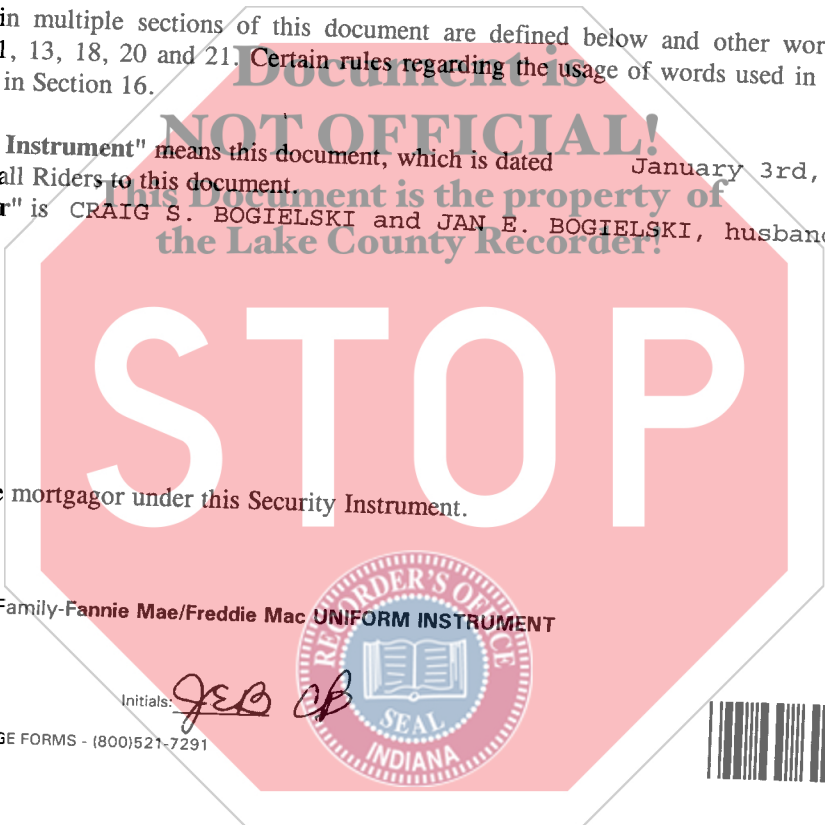 in multiple sections of this document are defined below and other wor
1, 13, 18, 20 and 21. Certain rules regarding the usage of words used in
in Section 16.
Document is
NOT OFFICIAL!
This Document is the property of
the Lake County Recorder!
Instrument" means this document, which is dated January 3rd,
all Riders to this document.
r" is CRAIG S. BOGIELSKI and JAN E. BOGIELSKI, husband
STOP
e mortgagor under this Security Instrument.
Family-Fannie Mae/Freddie Mac UNIFORM INSTRUMENT
RECORDER'S OFFICE
SEAL
INDIANA
Initials: JEB CB
GE FORMS - (800)521-7291